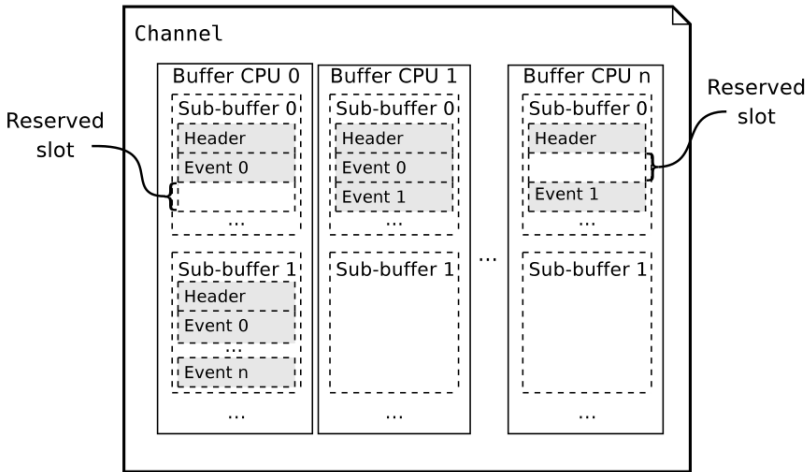 Channel
Reserved
slot
Buffer CPU 0
Sub-buffer 0
Header
Event 0
...
Sub-buffer 1
Header
Event 0
...
Event n
...
Buffer CPU 1
Sub-buffer 0
Header
Event 0
Event 1
...
Sub-buffer 1
...
...
Buffer CPU n
Sub-buffer 0
Header
Event 1
...
Sub-buffer 1
...
Reserved
slot